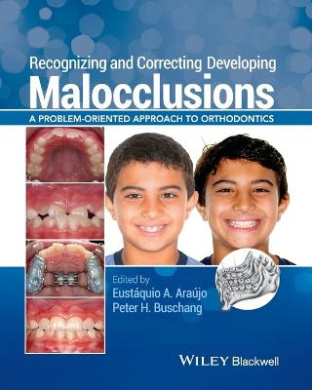 Recognizing and Correcting Developing
Malocclusions
A PROBLEM-ORIENTED APPROACH TO ORTHODONTICS
Edited by
Eustáquio A. Araújo
Peter H. Buschang
WILEY Blackwell